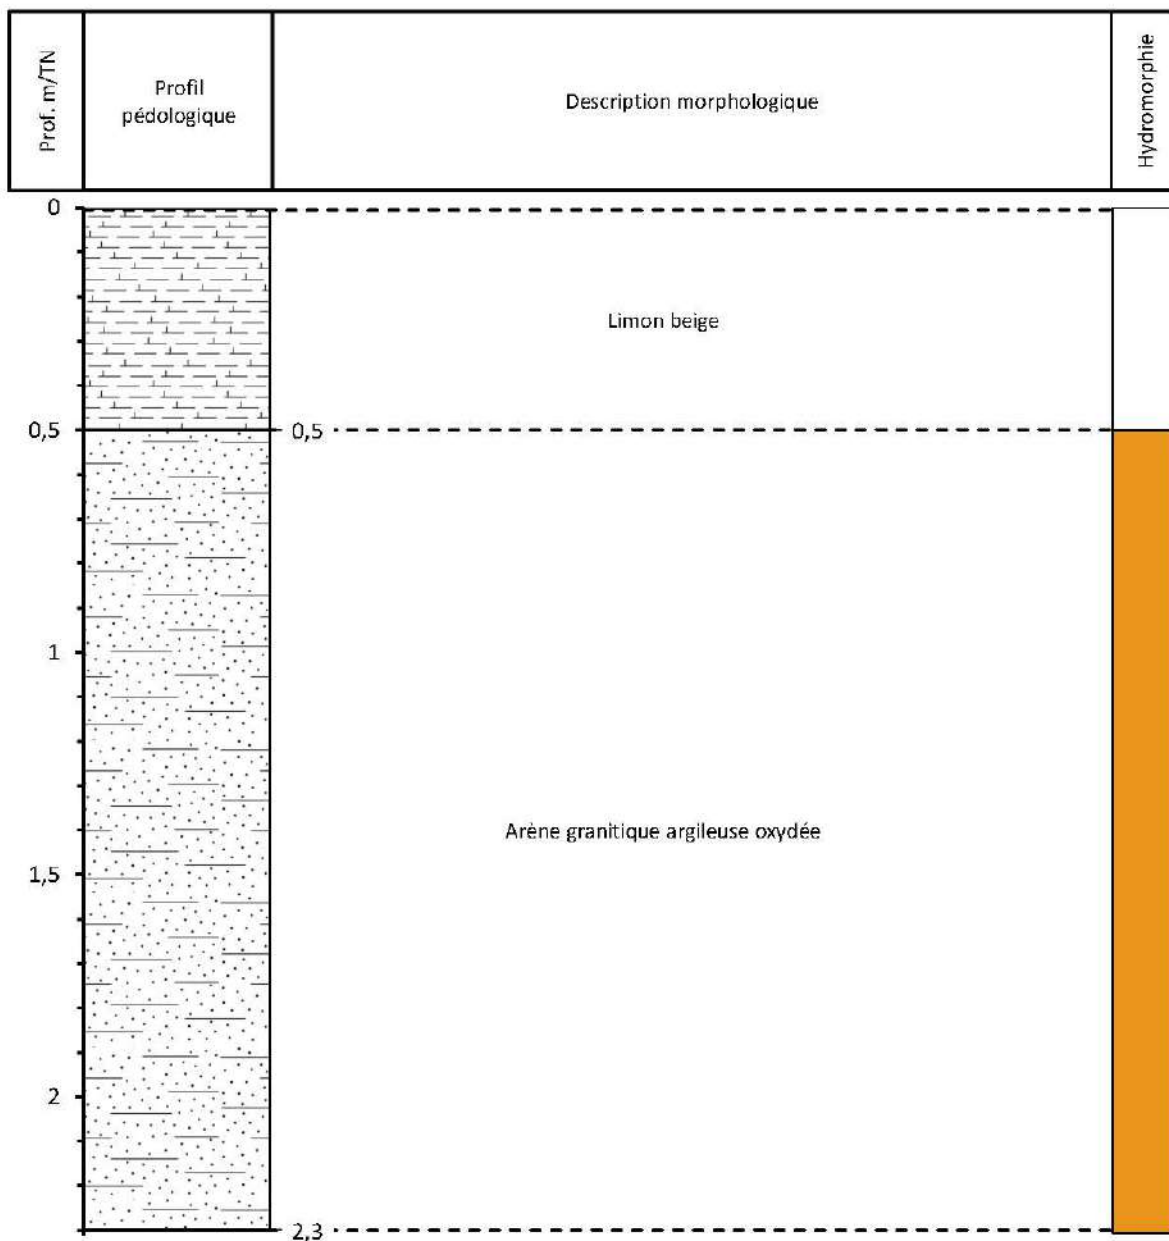 Prof. m/TN
Profil
pédologique
Description morphologique
Hydromorphie
0
Limon beige
0,5
0,5
1
Arène granitique argileuse oxydée
1,5
2
2,3